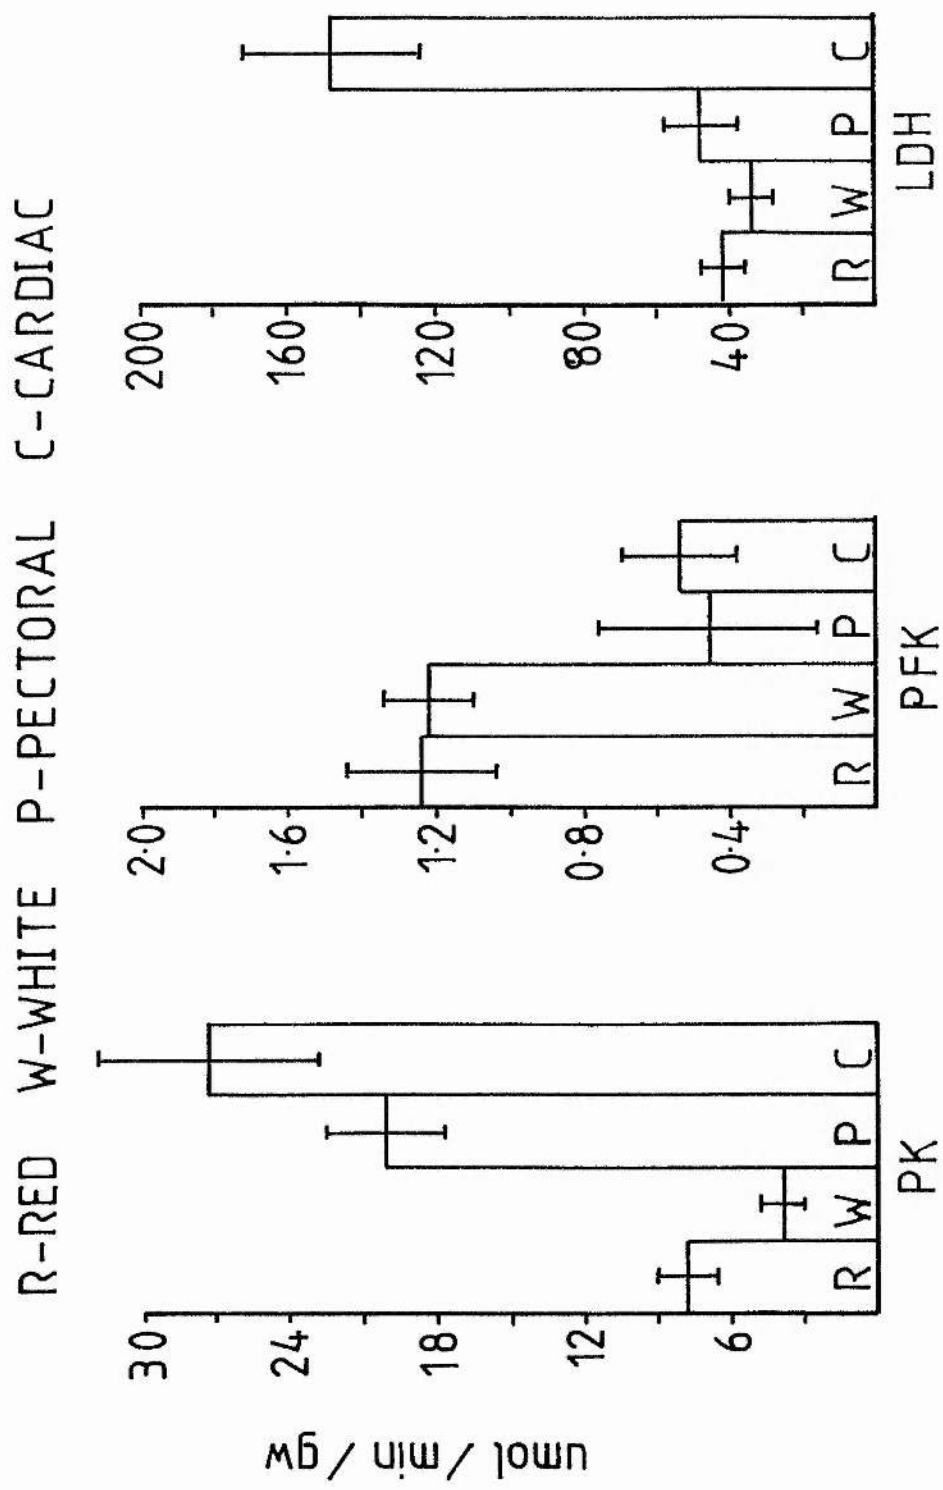 R-RED W-WHITE P-PECTORAL C-CARDIAC
umol / min / gw
30
24
18
12
6
R W P C
PK
2·0
1·6
1·2
0·8
0·4
R W P C
PFK
200
160
120
80
40
R W P C
LDH